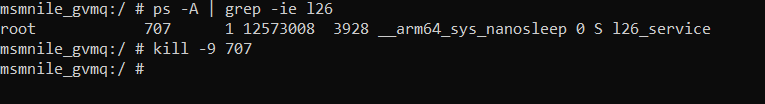 msmnile_gvmq:/ # ps -A | grep -ie l26
root 707 1 12573008 3928 __arm64_sys_nanosleep 0 S l26_service
msmnile_gvmq:/ # kill -9 707
msmnile_gvmq:/ #